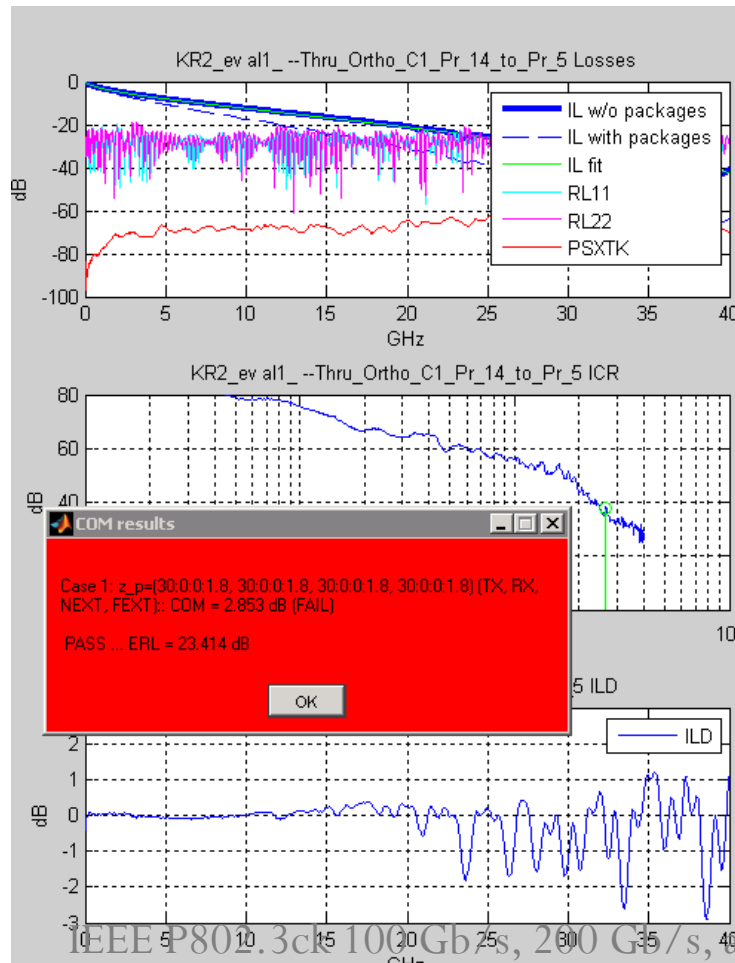 KR2_ev al1_ --Thru_Ortho_C1_Pr_14_to_Pr_5 Losses
0
-20
-40
-60
-80
-100
dB
IL w/o packages
IL with packages
IL fit
RL11
RL22
PSXTK
0 5 10 15 20 25 30 35 40
GHz
KR2_ev al1_ --Thru_Ortho_C1_Pr_14_to_Pr_5 ICR
80
60
40
dB
10
COM results
Case 1: z_p=(30:0:0:1.8, 30:0:0:1.8, 30:0:0:1.8, 30:0:0:1.8) (TX, RX,
NEXT, FEXT):: COM = 2.853 dB (FAIL)
PASS ... ERL = 23.414 dB
OK
5 ILD
2
1
0
-1
-2
-3
dB
ILD
0 5 10 15 20 25 30 35 40
GHz
IEEE P802.3ck 100 Gb/s, 200 Gb/s,